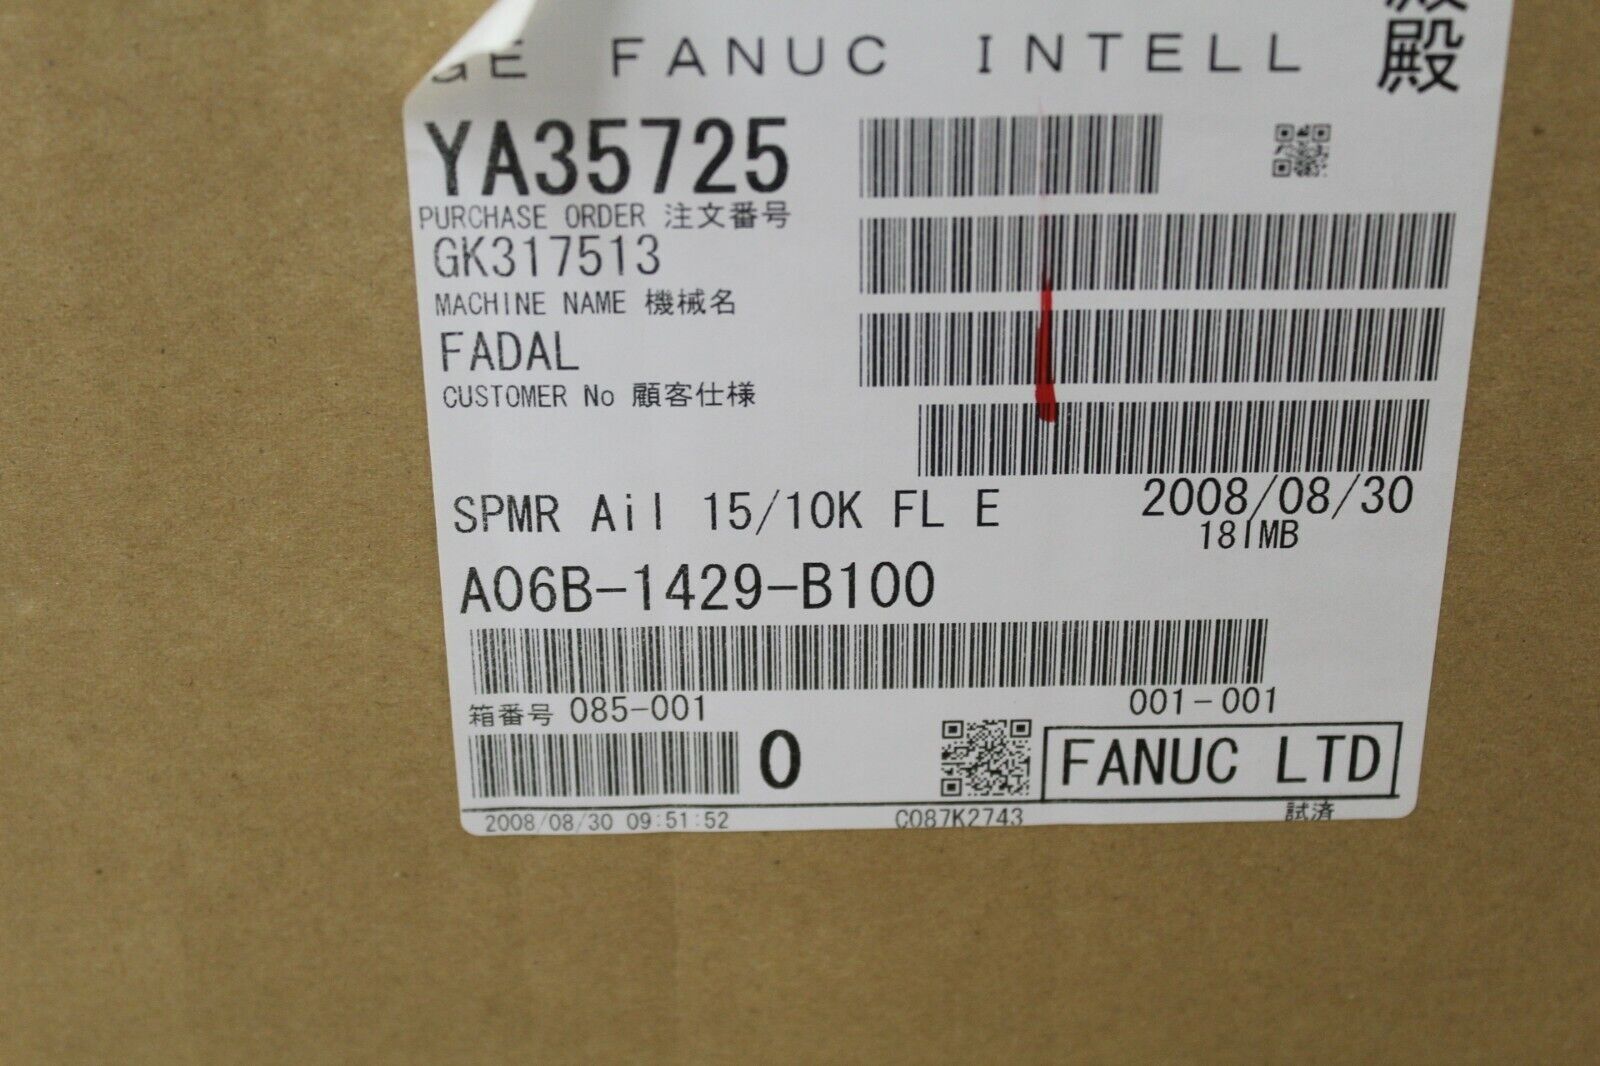 殿
GE FANUC INTELL
殿
YA35725
PURCHASE ORDER 注文番号
GK317513
MACHINE NAME 機械名
FADAL
CUSTOMER No 顧客仕様
SPMR AiI 15/10K FL E
2008/08/30
18IMB
A06B-1429-B100
箱番号 085-001
001-001
0
FANUC LTD
2008/08/30 09:51:52
C087K2743
試済